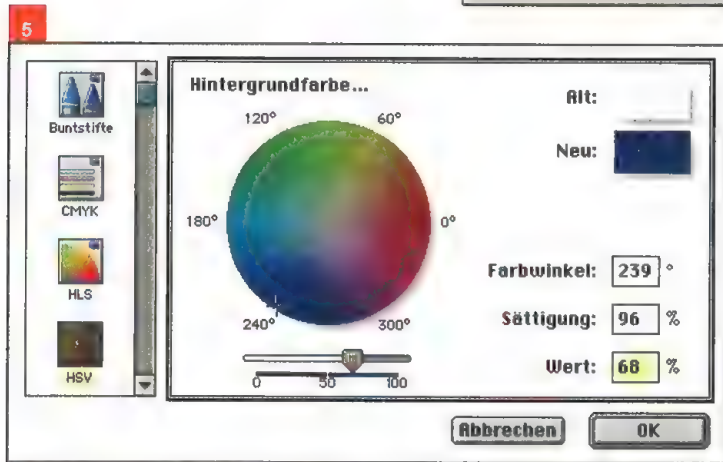 5
Buntstifte
CMYK
HLS
HSV
Hintergrundfarbe...
120° 60°
180° 0°
240° 300°
0 50 100
Alt:
Neu:
Farbwinkel: 239 °
Sättigung: 96 %
Wert: 68 %
Abbrechen OK